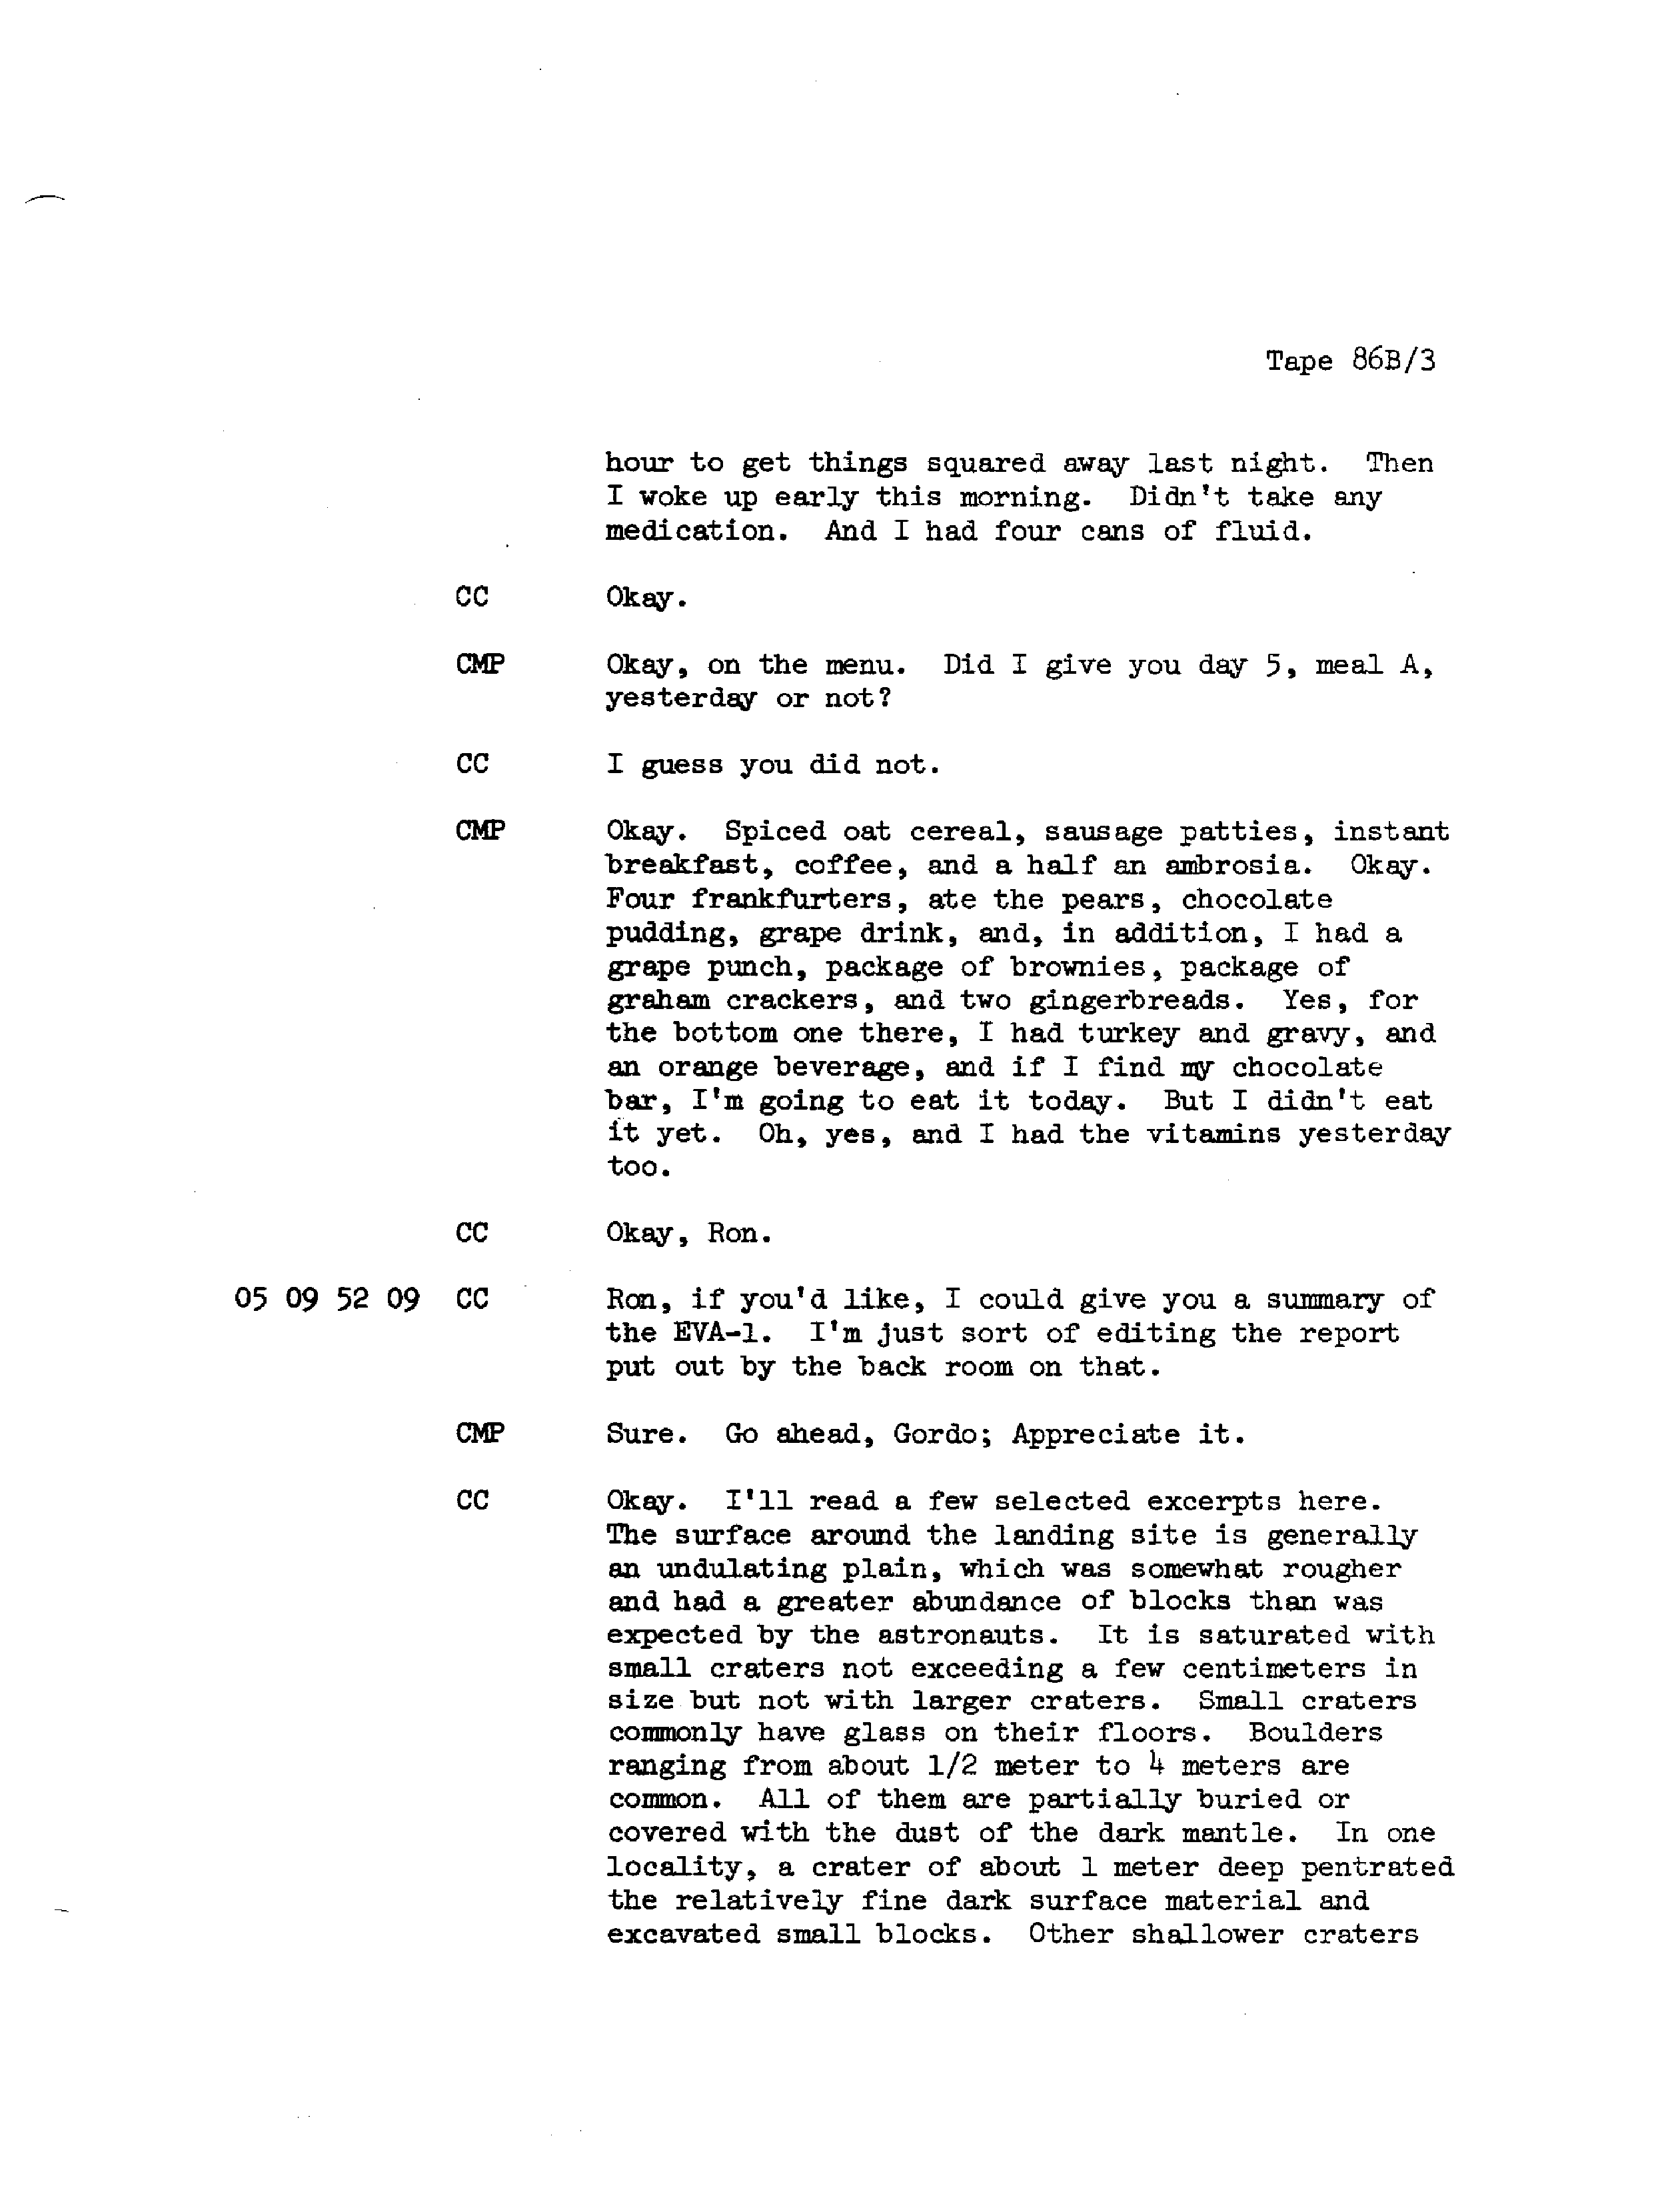 Tape 86B/3
hour to get things squared away last night. Then
I woke up early this morning. Didn't take any
medication. And I had four cans of fluid.
CC Okay.
CMP Okay, on the menu. Did I give you day 5, meal A,
yesterday or not?
CC I guess you did not.
CMP Okay. Spiced oat cereal, sausage patties, instant
breakfast, coffee, and a half an ambrosia. Okay.
Four frankfurters, ate the pears, chocolate
pudding, grape drink, and, in addition, I had a
grape punch, package of brownies, package of
graham crackers, and two gingerbreads. Yes, for
the bottom one there, I had turkey and gravy, and
an orange beverage, and if I find my chocolate
bar, I'm going to eat it today. But I didn't eat
it yet. Oh, yes, and I had the vitamins yesterday
too.
CC Okay, Ron.
05 09 52 09 CC Ron, if you'd like, I could give you a summary of
the EVA-1. I'm just sort of editing the report
put out by the back room on that.
CMP Sure. Go ahead, Gordo; Appreciate it.
CC Okay. I'll read a few selected excerpts here.
The surface around the landing site is generally
an undulating plain, which was somewhat rougher
and had a greater abundance of blocks than was
expected by the astronauts. It is saturated with
small craters not exceeding a few centimeters in
size but not with larger craters. Small craters
commonly have glass on their floors. Boulders
ranging from about 1/2 meter to 4 meters are
common. All of them are partially buried or
covered with the dust of the dark mantle. In one
locality, a crater of about 1 meter deep pentrated
the relatively fine dark surface material and
excavated small blocks. Other shallower craters